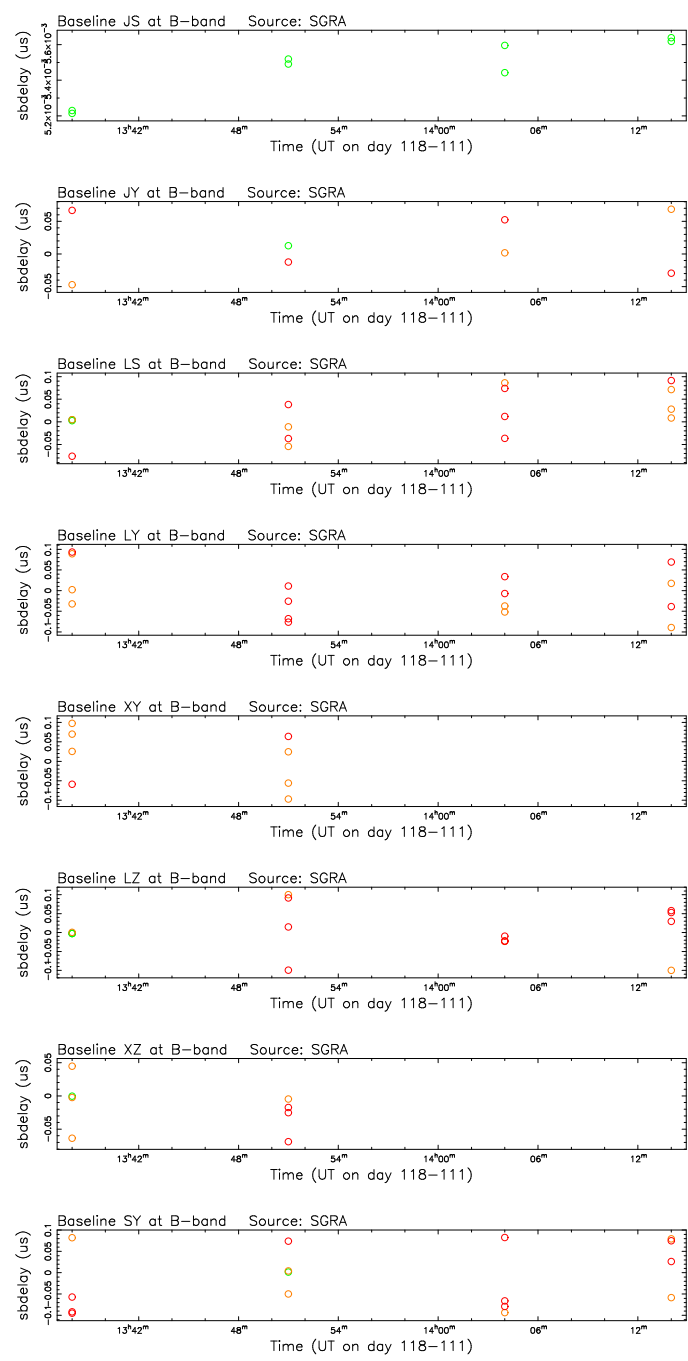 Baseline JS at B-band Source: SGRA
sbdelay (us)
5.2×10⁻³ 5.4×10⁻³ 5.6×10⁻³
13ʰ42ᵐ 48ᵐ 54ᵐ 14ʰ00ᵐ 06ᵐ 12ᵐ
Time (UT on day 118-111)
Baseline JY at B-band Source: SGRA
sbdelay (us)
-0.05 0 0.05
13ʰ42ᵐ 48ᵐ 54ᵐ 14ʰ00ᵐ 06ᵐ 12ᵐ
Time (UT on day 118-111)
Baseline LS at B-band Source: SGRA
sbdelay (us)
-0.05 0 0.05 0.1
13ʰ42ᵐ 48ᵐ 54ᵐ 14ʰ00ᵐ 06ᵐ 12ᵐ
Time (UT on day 118-111)
Baseline LY at B-band Source: SGRA
sbdelay (us)
-0.1 -0.05 0 0.05 0.1
13ʰ42ᵐ 48ᵐ 54ᵐ 14ʰ00ᵐ 06ᵐ 12ᵐ
Time (UT on day 118-111)
Baseline XY at B-band Source: SGRA
sbdelay (us)
-0.1 -0.05 0 0.05 0.1
13ʰ42ᵐ 48ᵐ 54ᵐ 14ʰ00ᵐ 06ᵐ 12ᵐ
Time (UT on day 118-111)
Baseline LZ at B-band Source: SGRA
sbdelay (us)
-0.1 -0.05 0 0.05 0.1
13ʰ42ᵐ 48ᵐ 54ᵐ 14ʰ00ᵐ 06ᵐ 12ᵐ
Time (UT on day 118-111)
Baseline XZ at B-band Source: SGRA
sbdelay (us)
-0.05 0 0.05
13ʰ42ᵐ 48ᵐ 54ᵐ 14ʰ00ᵐ 06ᵐ 12ᵐ
Time (UT on day 118-111)
Baseline SY at B-band Source: SGRA
sbdelay (us)
-0.1 -0.05 0 0.05 0.1
13ʰ42ᵐ 48ᵐ 54ᵐ 14ʰ00ᵐ 06ᵐ 12ᵐ
Time (UT on day 118-111)